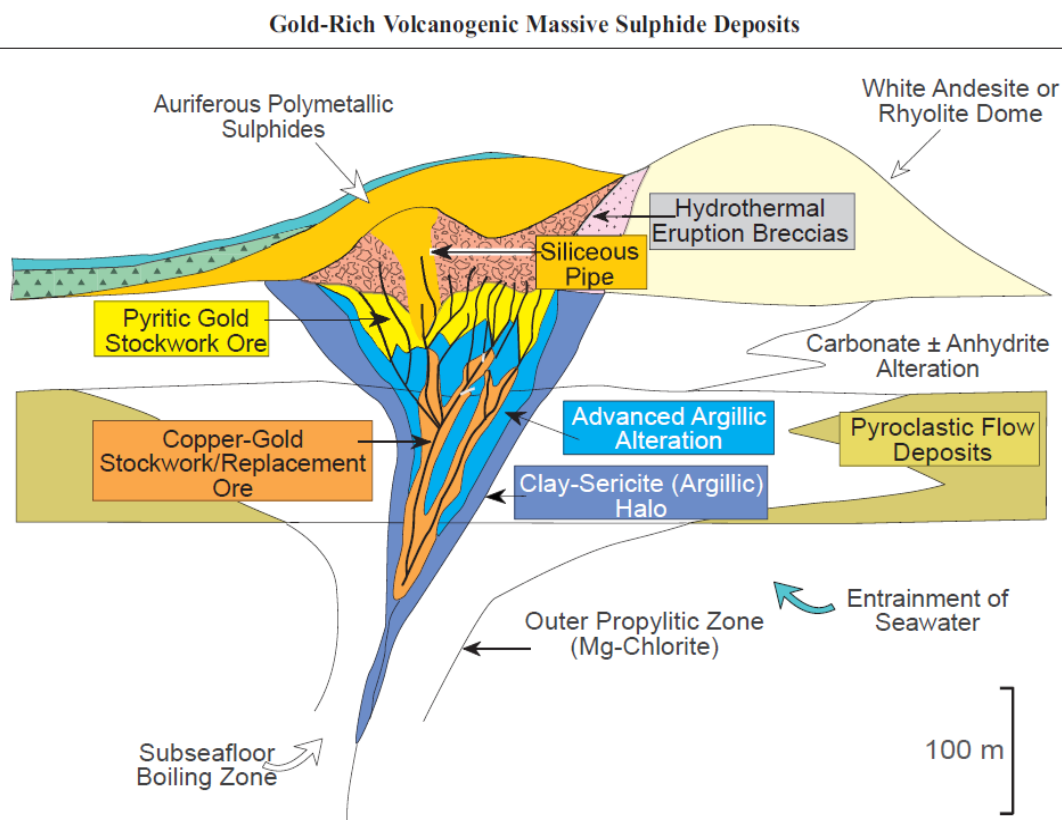 Gold-Rich Volcanogenic Massive Sulphide Deposits
Auriferous Polymetallic
Sulphides
White Andesite or
Rhyolite Dome
Hydrothermal
Eruption Breccias
Siliceous
Pipe
Pyritic Gold
Stockwork Ore
Carbonate ± Anhydrite
Alteration
Copper-Gold
Stockwork/Replacement
Ore
Advanced Argillic
Alteration
Pyroclastic Flow
Deposits
Clay-Sericite (Argillic)
Halo
Entrainment of
Seawater
Outer Propylitic Zone
(Mg-Chlorite)
Subseafloor
Boiling Zone
100 m